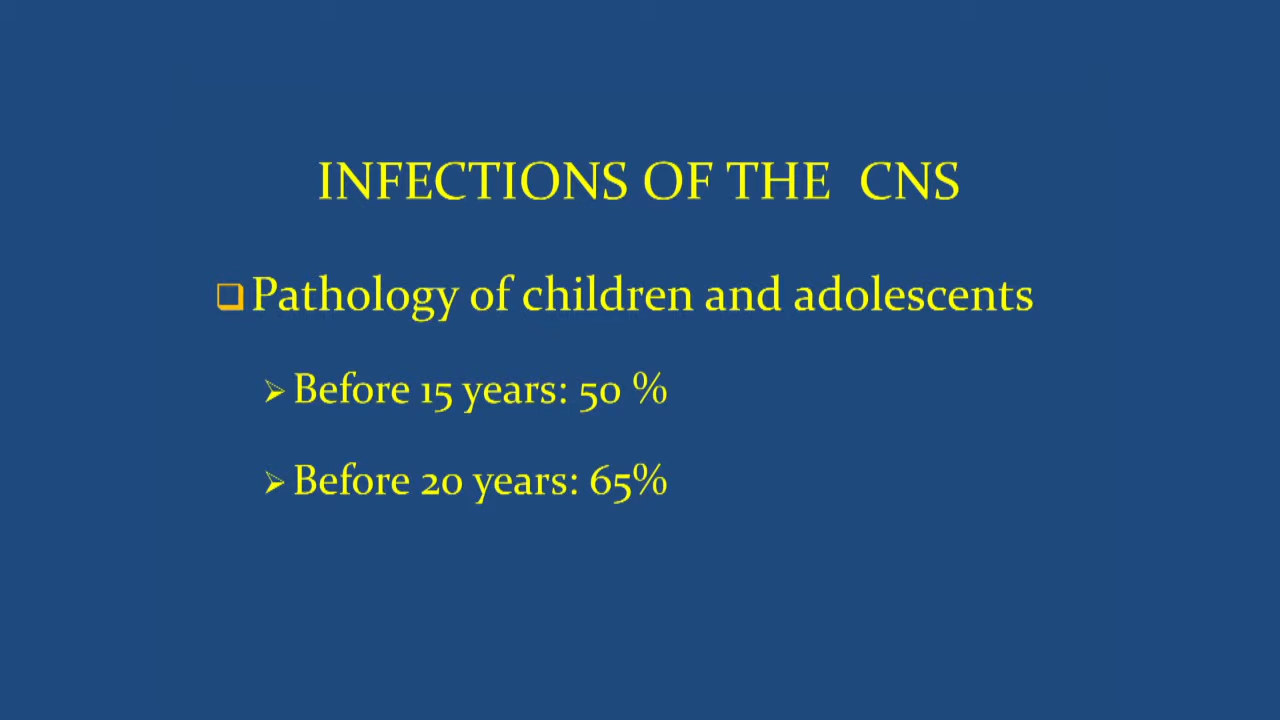 INFECTIONS OF THE CNS
Pathology of children and adolescents
Before 15 years: 50 %
Before 20 years: 65%